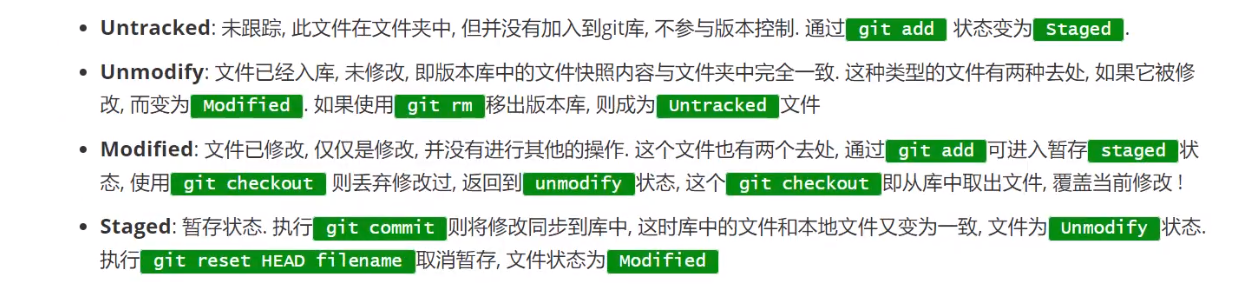 • Untracked: 未跟踪, 此文件在文件夹中, 但并没有加入到git库, 不参与版本控制. 通过 git add 状态变为 Staged .
• Unmodify: 文件已经入库, 未修改, 即版本库中的文件快照内容与文件夹中完全一致. 这种类型的文件有两种去处, 如果它被修
改, 而变为 Modified . 如果使用 git rm 移出版本库, 则成为 Untracked 文件
• Modified: 文件已修改, 仅仅是修改, 并没有进行其他的操作. 这个文件也有两个去处, 通过 git add 可进入暂存 staged 状
态, 使用 git checkout 则丢弃修改过, 返回到 unmodify 状态, 这个 git checkout 即从库中取出文件, 覆盖当前修改 !
• Staged: 暂存状态. 执行 git commit 则将修改同步到库中, 这时库中的文件和本地文件又变为一致, 文件为 Unmodify 状态.
执行 git reset HEAD filename 取消暂存, 文件状态为 Modified